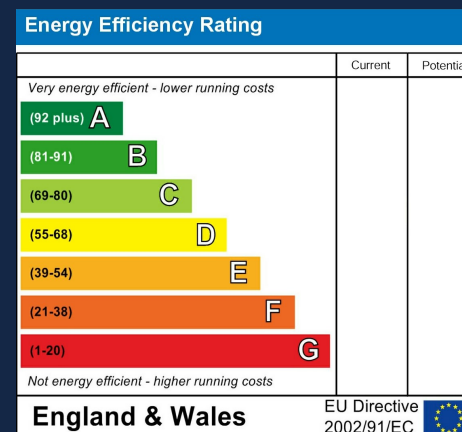 Energy Efficiency Rating
Current Potentia
Very energy efficient - lower running costs
(92 plus) A
(81-91) B
(69-80) C
(55-68) D
(39-54) E
(21-38) F
(1-20) G
Not energy efficient - higher running costs
England & Wales
EU Directive
2002/91/EC